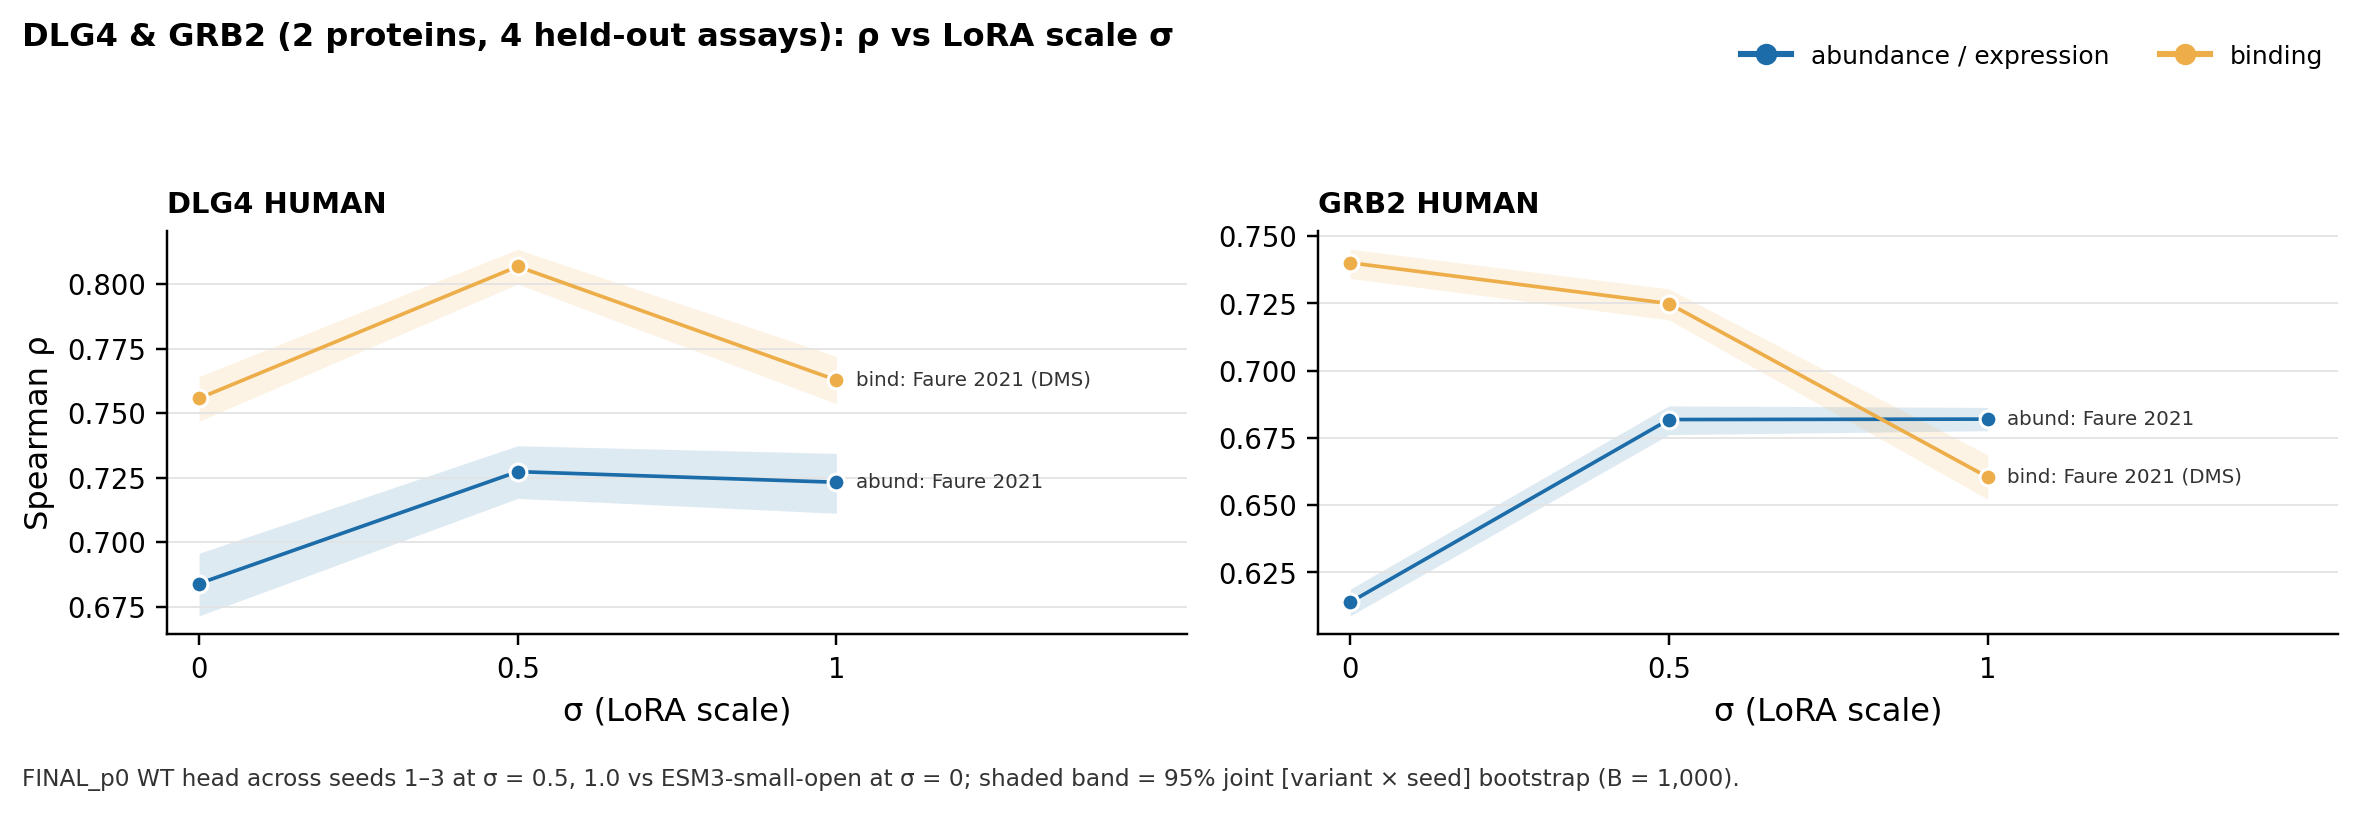 DLG4 & GRB2 (2 proteins, 4 held-out assays): ρ vs LoRA scale σ
abundance / expression
binding
DLG4 HUMAN
Spearman ρ
0.800
0.775
0.750
0.725
0.700
0.675
bind: Faure 2021 (DMS)
abund: Faure 2021
0
0.5
1
σ (LoRA scale)
GRB2 HUMAN
0.750
0.725
0.700
0.675
0.650
0.625
abund: Faure 2021
bind: Faure 2021 (DMS)
0
0.5
1
σ (LoRA scale)
FINAL_p0 WT head across seeds 1–3 at σ = 0.5, 1.0 vs ESM3-small-open at σ = 0; shaded band = 95% joint [variant × seed] bootstrap (B = 1,000).